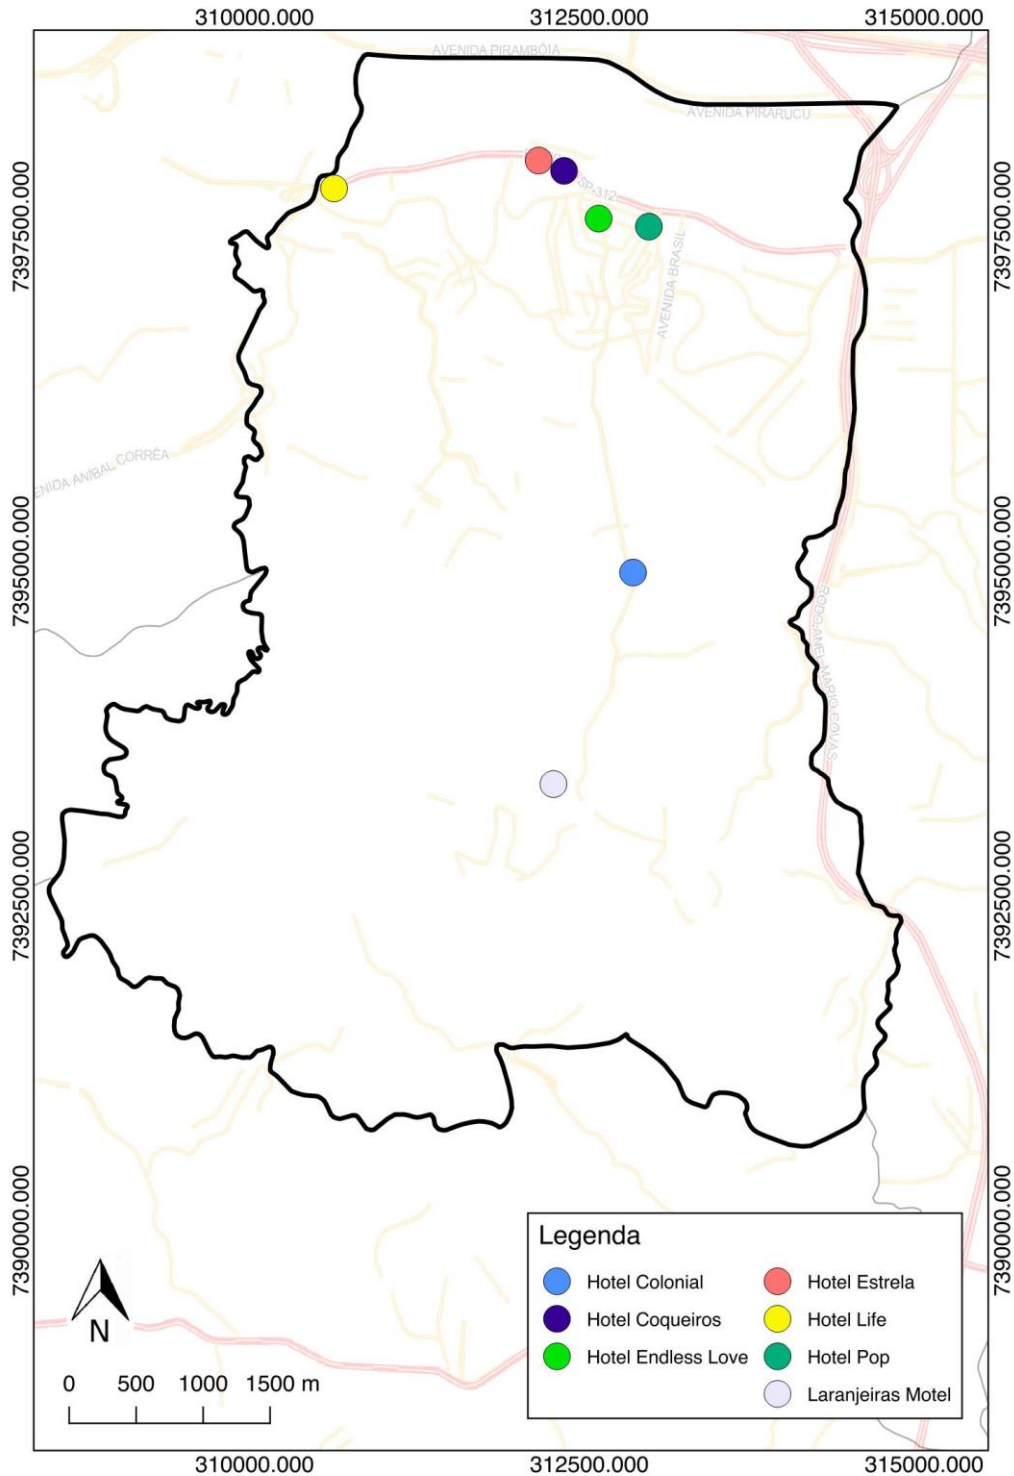 310000.000 312500.000 315000.000
AVENIDA PIRAMBÓIA
AVENIDA PIRARUCU
7397500.000
SP-312
7397500.000
AVENIDA BRASIL
ENIDA ANÍBAL CORRÊA
7395000.000
7395000.000
RODOANEL MARIO COVAS
7392500.000
7392500.000
7390000.000
7390000.000
Legenda
Hotel Colonial
Hotel Coqueiros
Hotel Endless Love
Hotel Estrela
Hotel Life
Hotel Pop
Laranjeiras Motel
N
0 500 1000 1500 m
310000.000 312500.000 315000.000